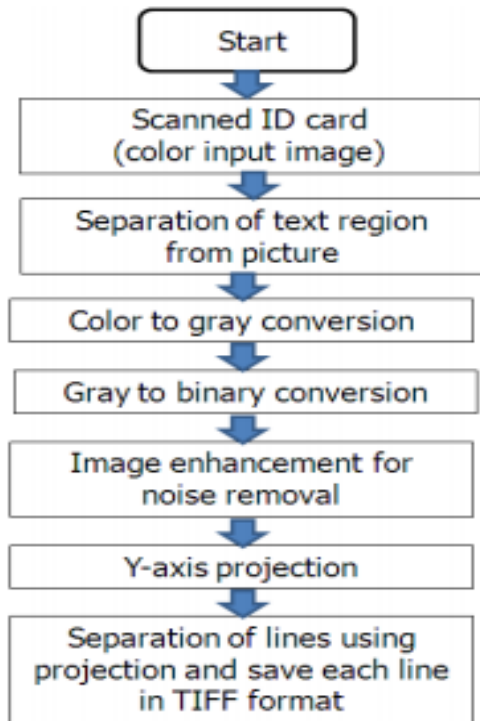 Start
Scanned ID card
(color input image)
Separation of text region
from picture
Color to gray conversion
Gray to binary conversion
Image enhancement for
noise removal
Y-axis projection
Separation of lines using
projection and save each line
in TIFF format